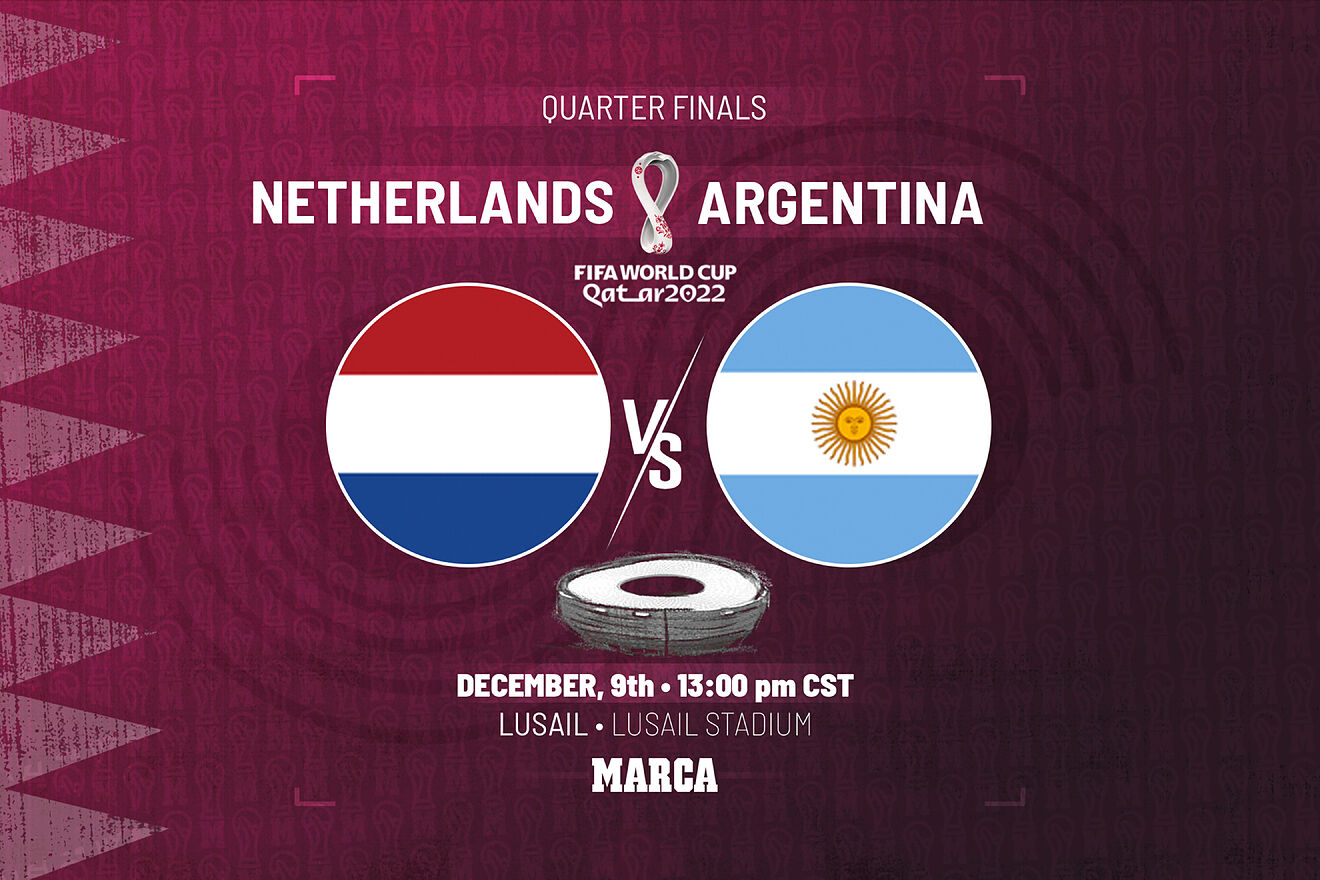 QUARTER FINALS
NETHERLANDS ARGENTINA
FIFA WORLD CUP
Qatar2022
VS
DECEMBER, 9th • 13:00 pm CST
LUSAIL • LUSAIL STADIUM
MARCA